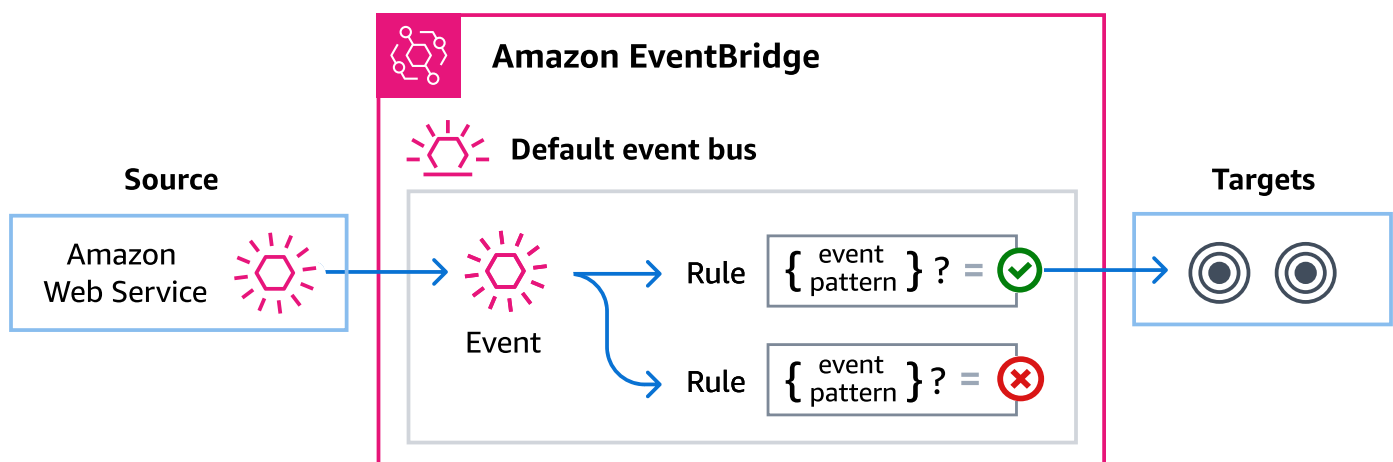 Amazon EventBridge
Default event bus
Source
Amazon
Web Service
Event
Rule
{ event
pattern } ? =
Rule
{ event
pattern } ? =
Targets